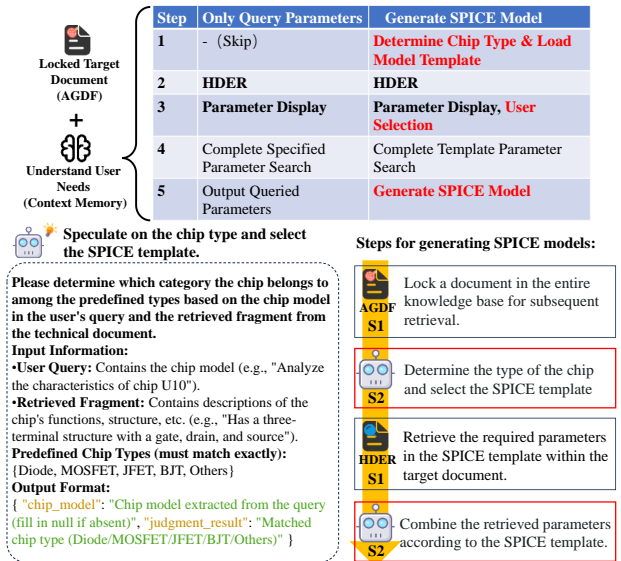 Locked Target
Document
(AGDF)
+
Understand User
Needs
(Context Memory)
Step Only Query Parameters Generate SPICE Model
1 - （Skip） Determine Chip Type & Load
Model Template
2 HDER HDER
3 Parameter Display Parameter Display, User
Selection
4 Complete Specified Complete Template Parameter
Parameter Search Search
5 Output Queried Generate SPICE Model
Parameters
Speculate on the chip type and select
the SPICE template.
Please determine which category the chip belongs to
among the predefined types based on the chip model
in the user's query and the retrieved fragment from
the technical document.
Input Information:
•User Query: Contains the chip model (e.g., "Analyze
the characteristics of chip U10").
•Retrieved Fragment: Contains descriptions of the
chip's functions, structure, etc. (e.g., "Has a three-
terminal structure with a gate, drain, and source").
Predefined Chip Types (must match exactly):
{Diode, MOSFET, JFET, BJT, Others}
Output Format:
{ "chip_model": "Chip model extracted from the query
(fill in null if absent)", "judgment_result": "Matched
chip type (Diode/MOSFET/JFET/BJT/Others)" }
Steps for generating SPICE models:
AGDF
S1
Lock a document in the entire
knowledge base for subsequent
retrieval.
S2
Determine the type of the chip
and select the SPICE template
HDER
S1
Retrieve the required parameters
in the SPICE template within the
target document.
S2
Combine the retrieved parameters
according to the SPICE template.